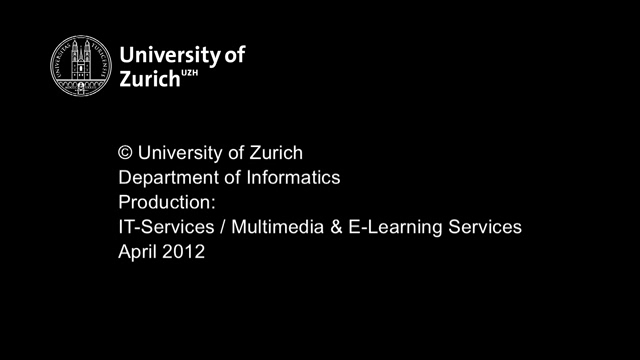 University of
Zurich UZH
© University of Zurich
Department of Informatics
Production:
IT-Services / Multimedia & E-Learning Services
April 2012